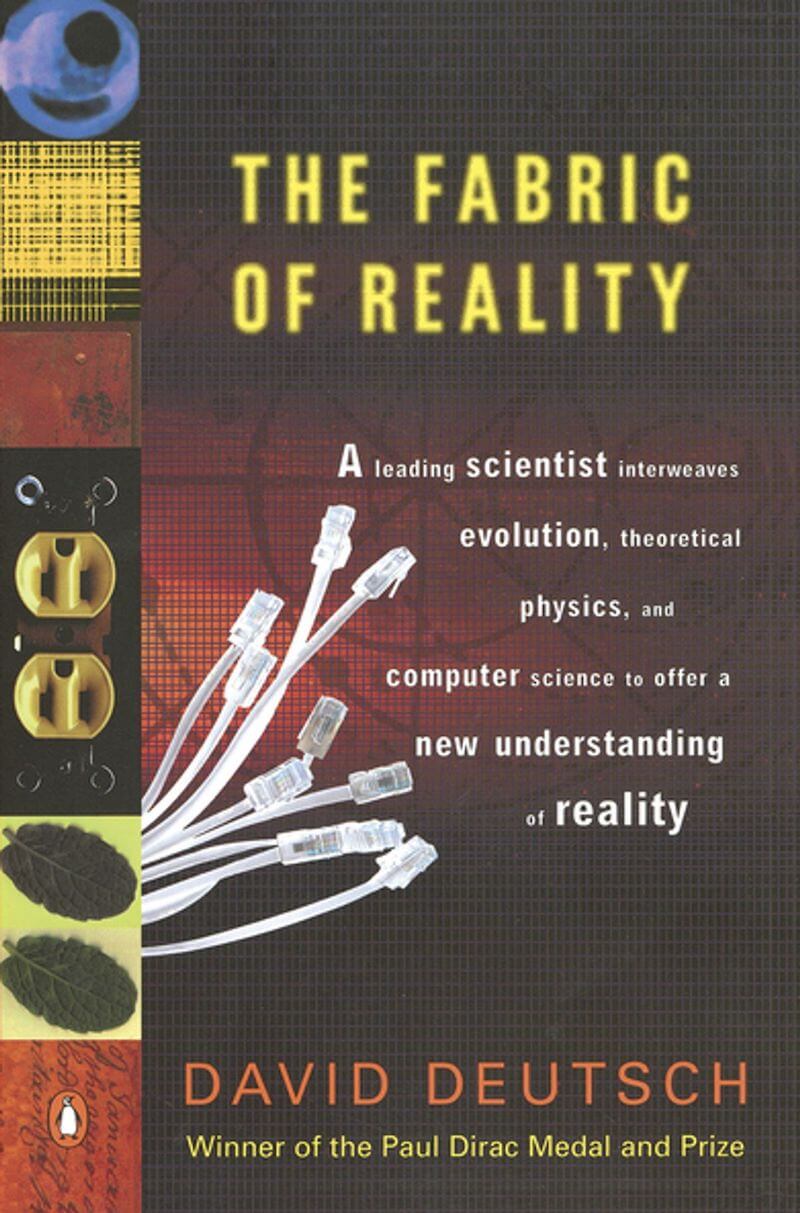 THE FABRIC
OF REALITY
A leading scientist interweaves
evolution, theoretical
physics, and
computer science to offer a
new understanding
of reality
DAVID DEUTSCH
Winner of the Paul Dirac Medal and Prize